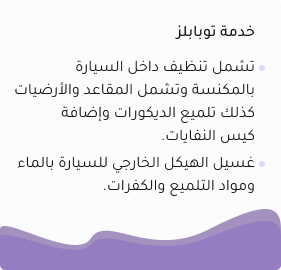 خدمة توبابلز
تشمل تنظيف داخل السيارة
بالمكنسة وتشمل المقاعد والأرضيات
كذلك تلميع الديكورات وإضافة
كيس النفايات.
غسيل الهيكل الخارجي للسيارة بالماء
ومواد التلميع والكفرات.